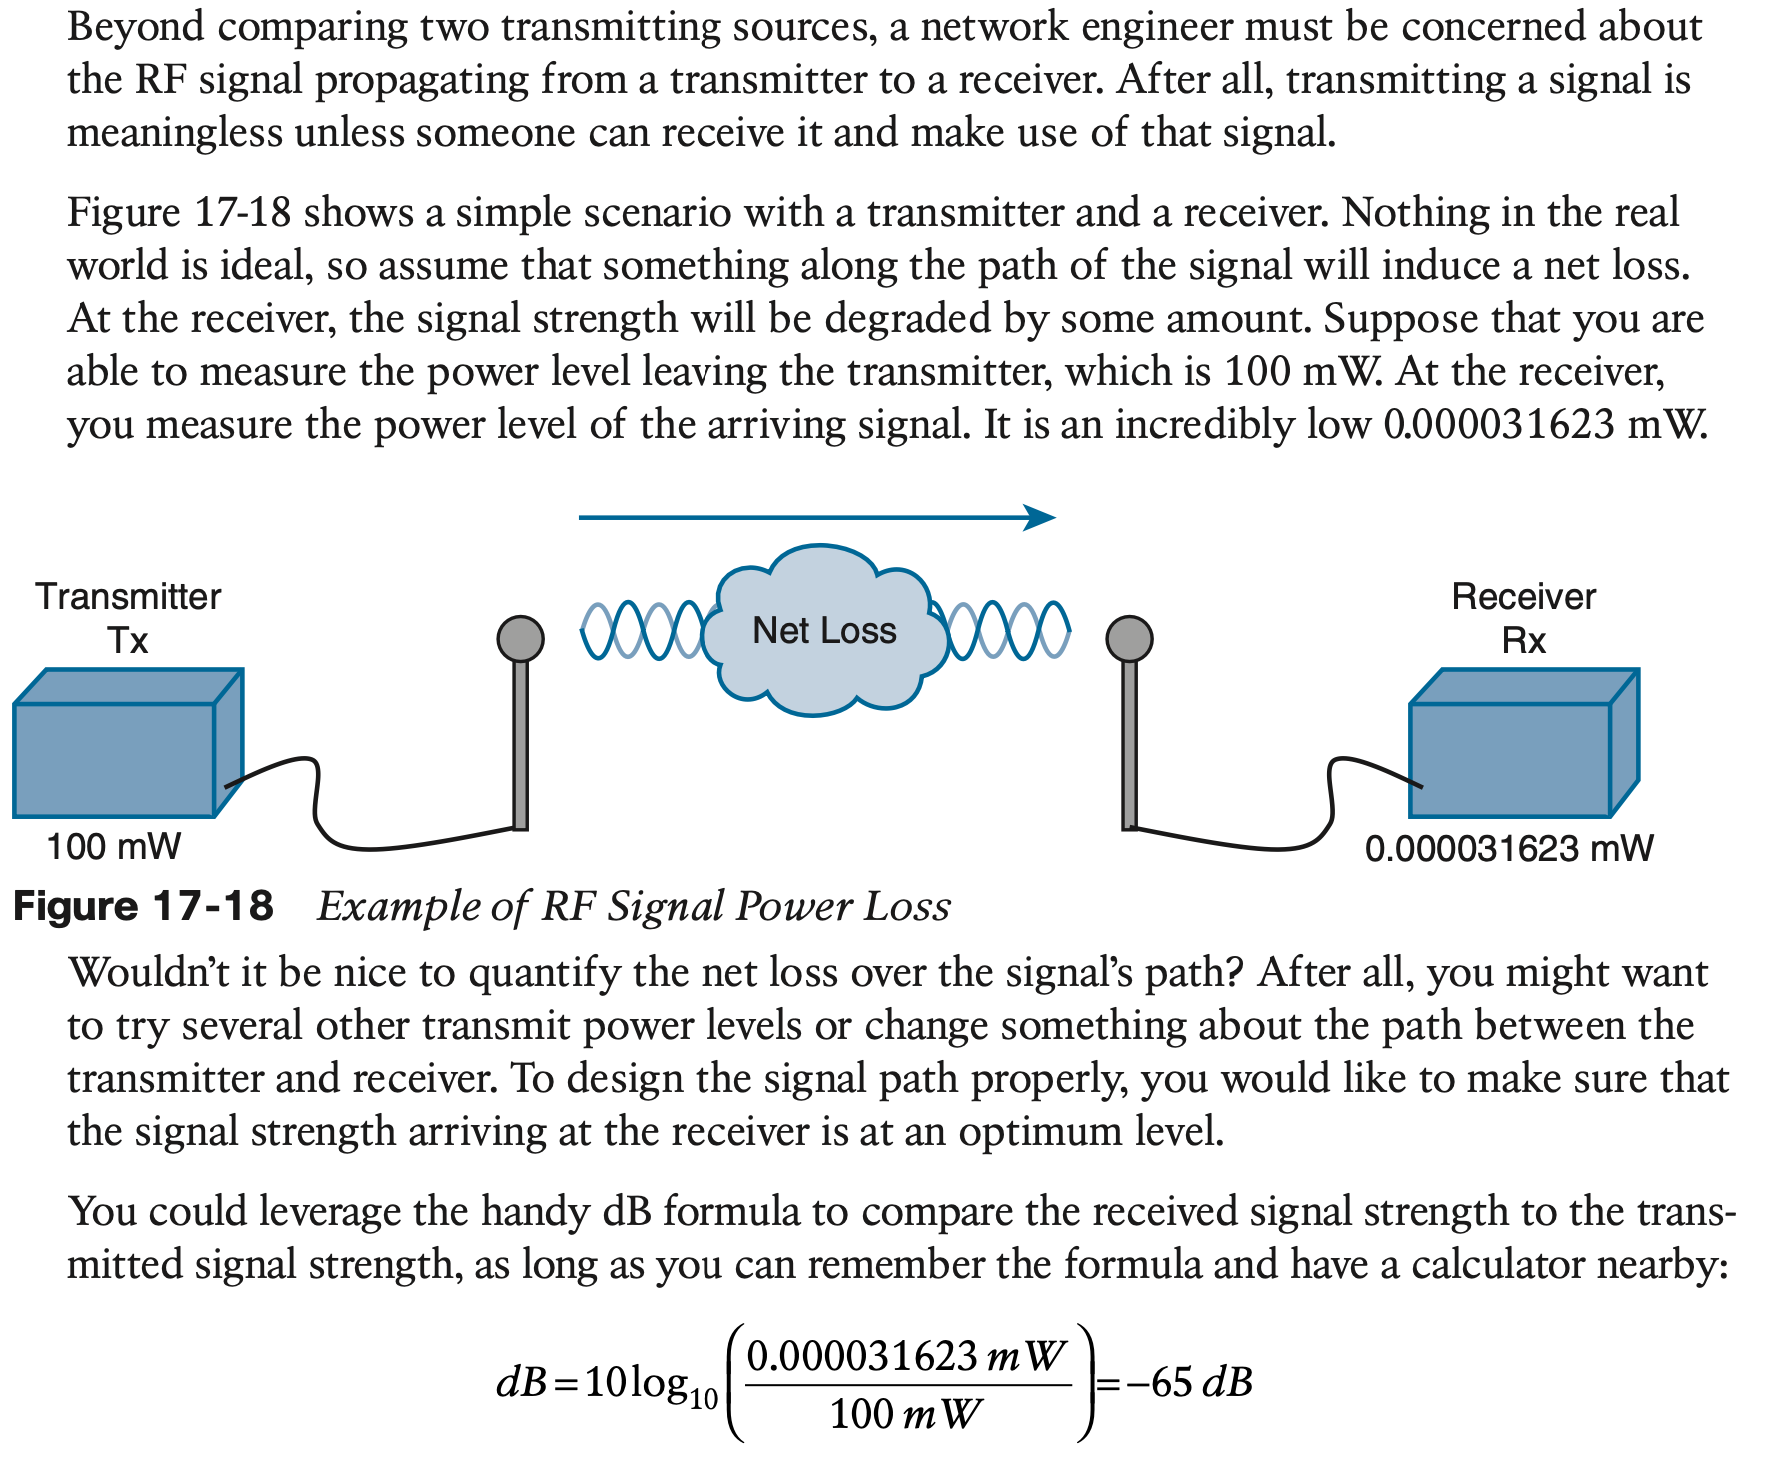 Beyond comparing two transmitting sources, a network engineer must be concerned about
the RF signal propagating from a transmitter to a receiver. After all, transmitting a signal is
meaningless unless someone can receive it and make use of that signal.
Figure 17-18 shows a simple scenario with a transmitter and a receiver. Nothing in the real
world is ideal, so assume that something along the path of the signal will induce a net loss.
At the receiver, the signal strength will be degraded by some amount. Suppose that you are
able to measure the power level leaving the transmitter, which is 100 mW. At the receiver,
you measure the power level of the arriving signal. It is an incredibly low 0.000031623 mW.
Transmitter
Tx
Net Loss
Receiver
Rx
100 mW
0.000031623 mW
Figure 17-18 Example of RF Signal Power Loss
Wouldn’t it be nice to quantify the net loss over the signal’s path? After all, you might want
to try several other transmit power levels or change something about the path between the
transmitter and receiver. To design the signal path properly, you would like to make sure that
the signal strength arriving at the receiver is at an optimum level.
You could leverage the handy dB formula to compare the received signal strength to the trans-
mitted signal strength, as long as you can remember the formula and have a calculator nearby:
dB = 10 log₁₀ (0.000031623 mW / 100 mW) = −65 dB